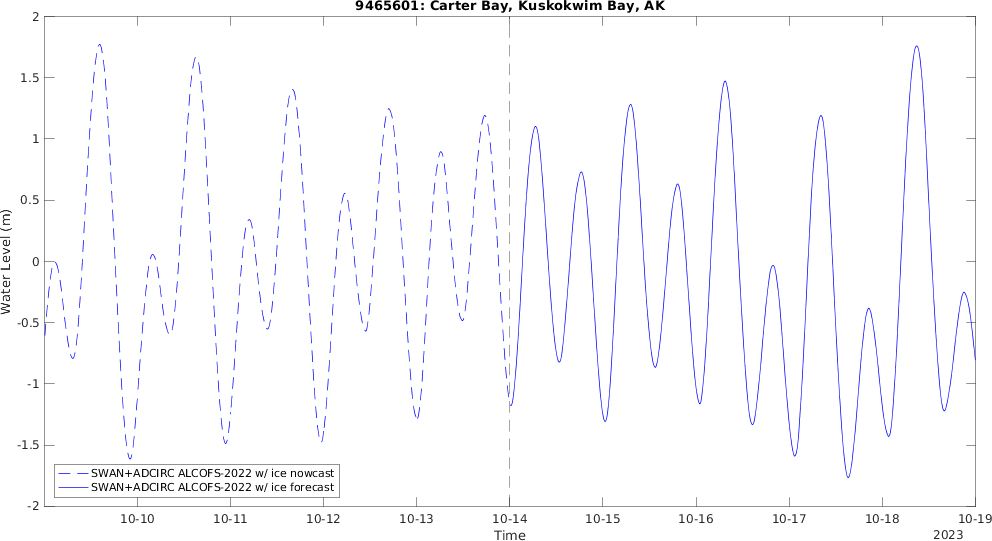 9465601: Carter Bay, Kuskokwim Bay, AK
Water Level (m)
2
1.5
1
0.5
0
-0.5
-1
-1.5
-2
SWAN+ADCIRC ALCOFS-2022 w/ ice nowcast
SWAN+ADCIRC ALCOFS-2022 w/ ice forecast
10-10 10-11 10-12 10-13 10-14 10-15 10-16 10-17 10-18 10-19
Time
2023